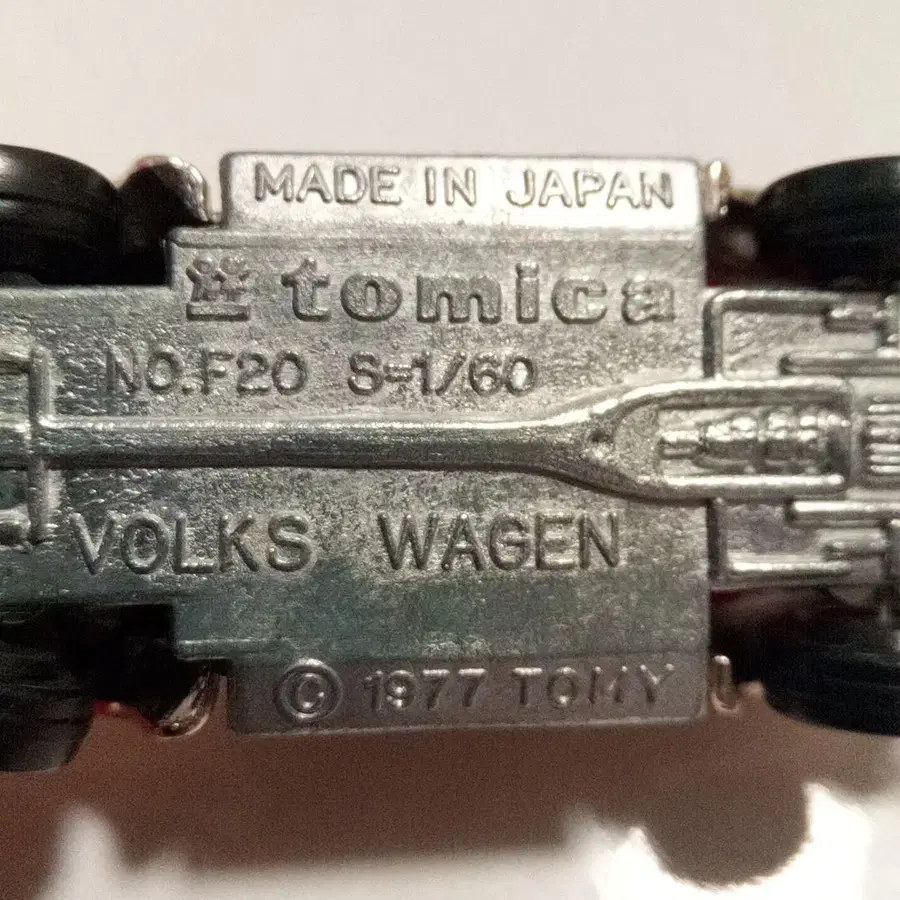 MADE IN JAPAN
tomica
NO.F20 S=1/60
VOLKS WAGEN
© 1977 TOMY